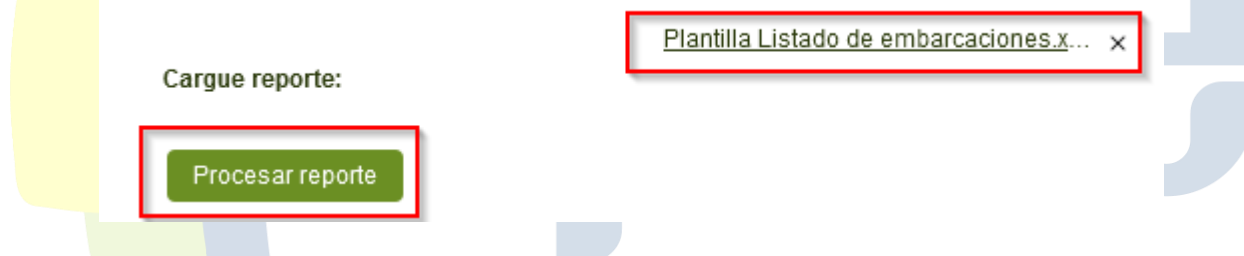 Plantilla Listado de embarcaciones.x... ×
Cargue reporte:
Procesar reporte